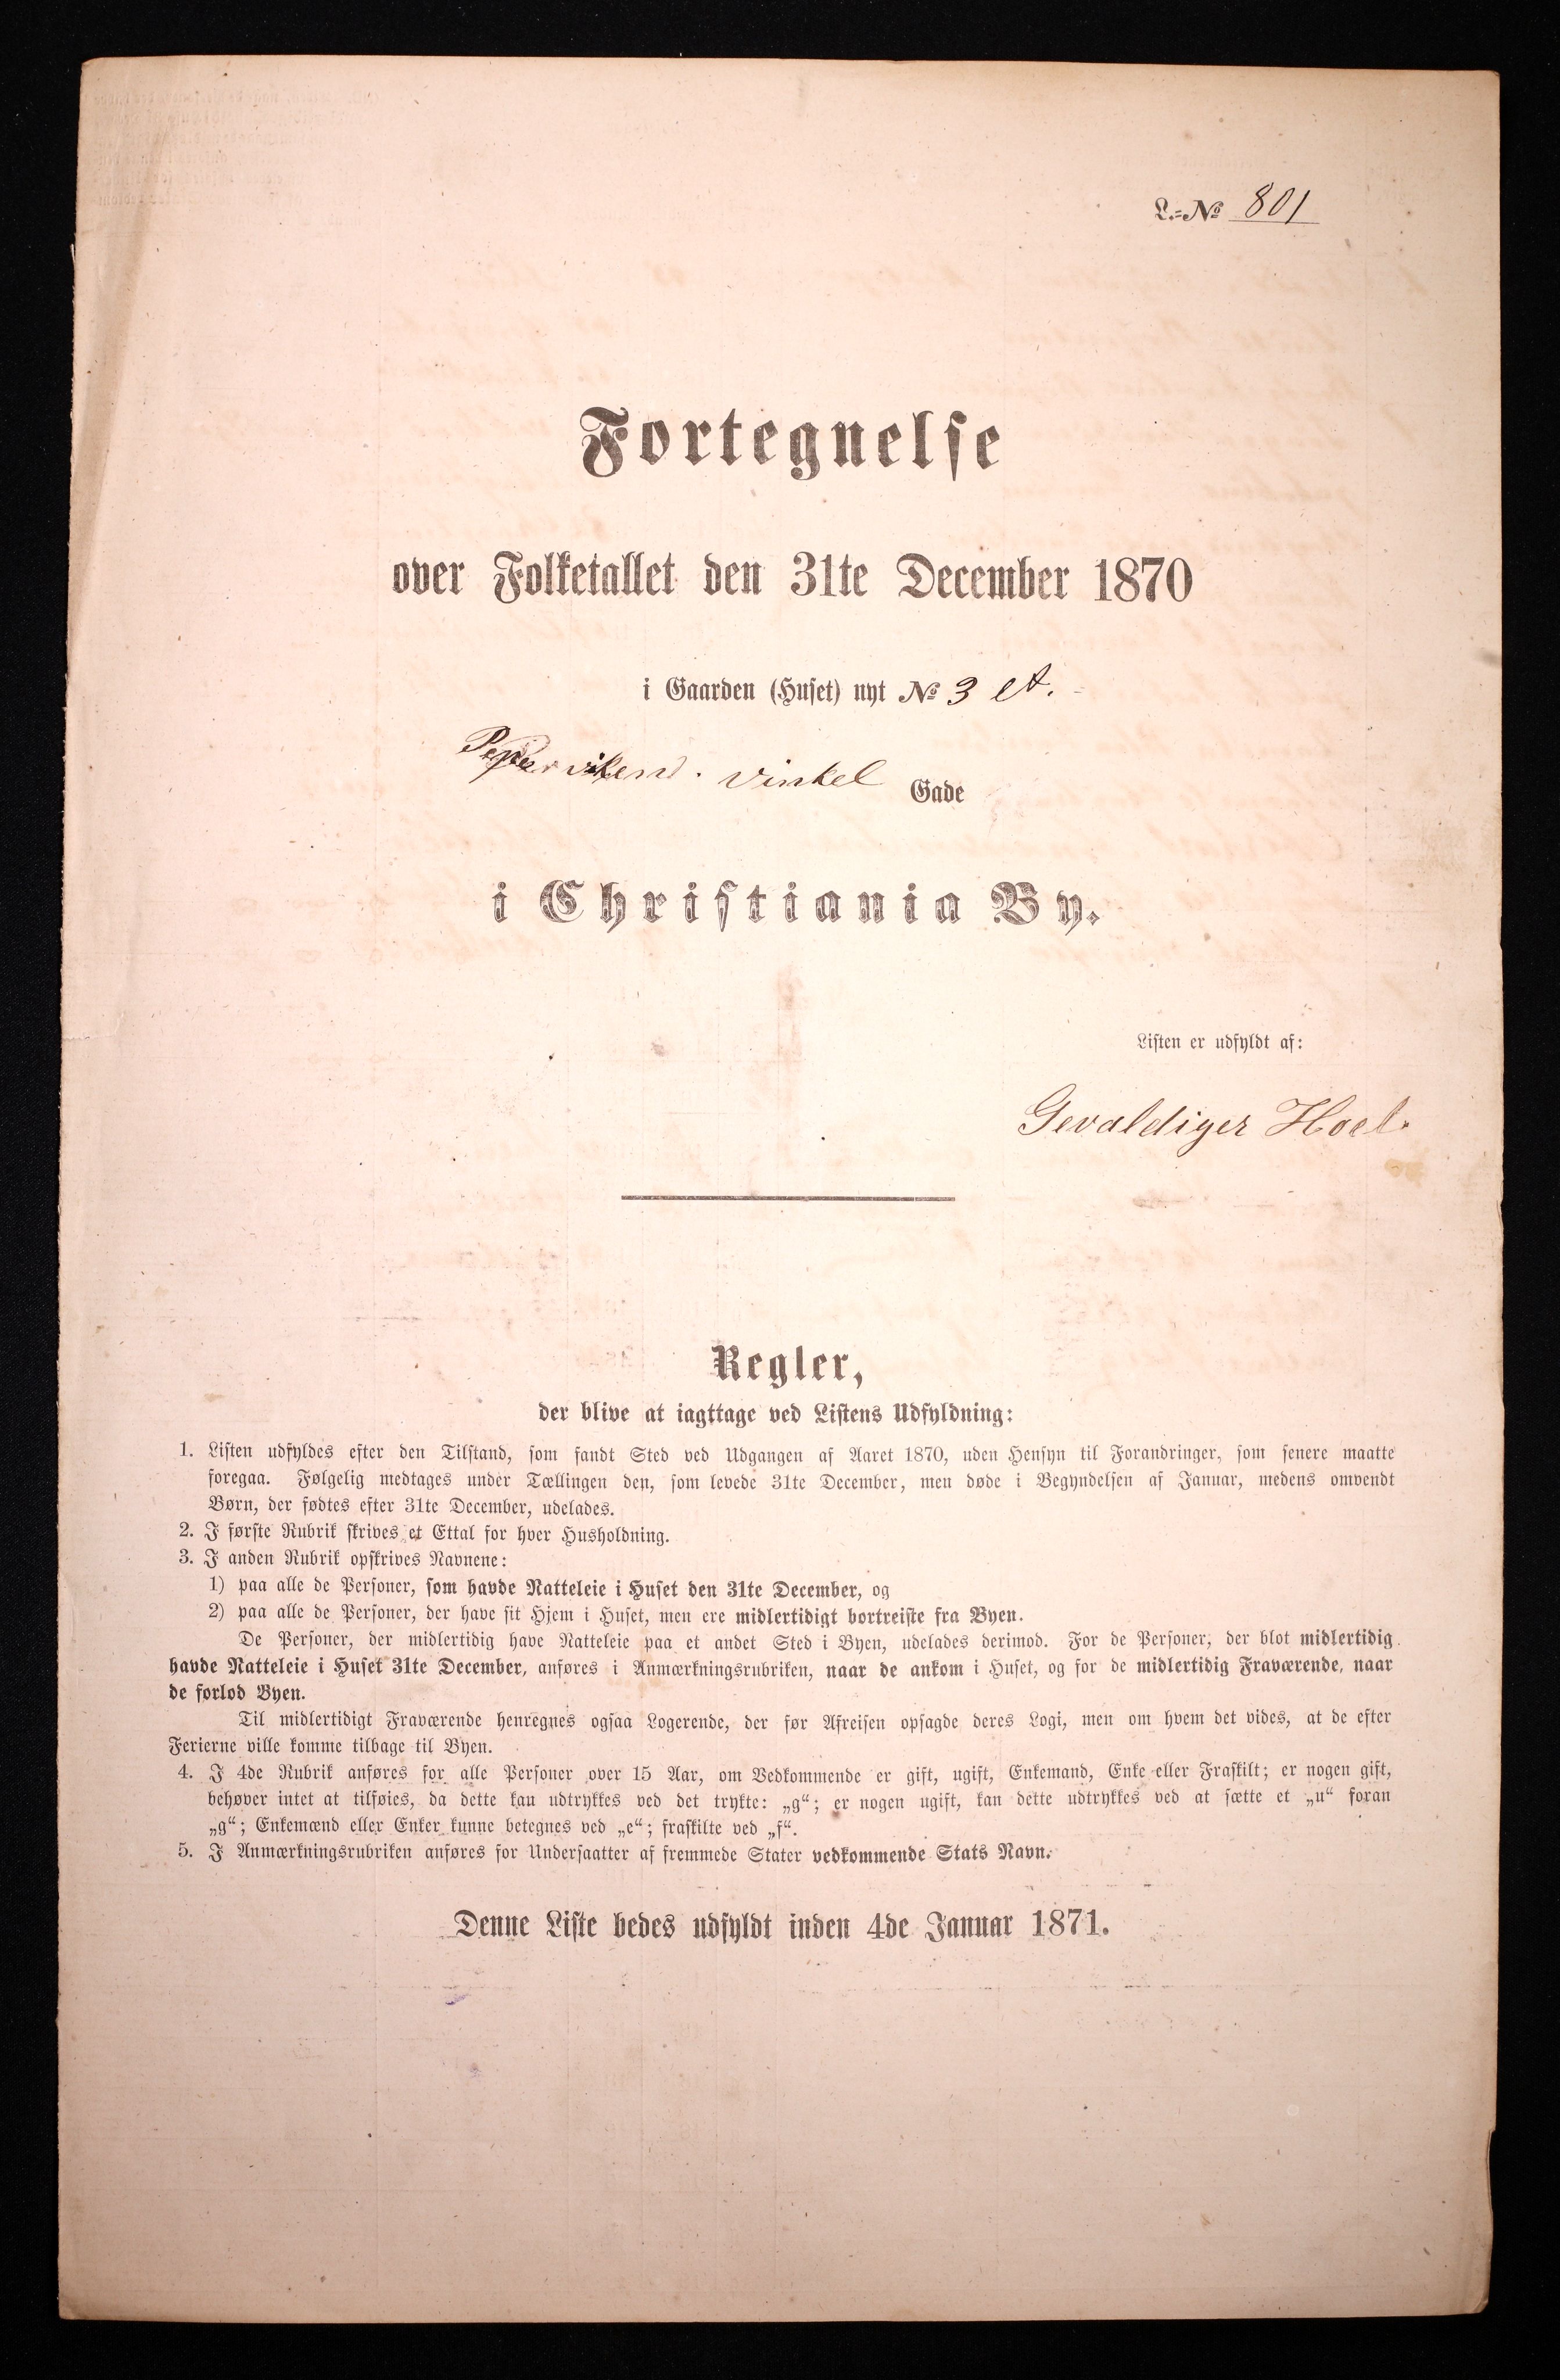 L.=№ 801
Fortegnelse
over Folketallet den 31te December 1870
i Gaarden (Huset) nyt № 3 A.
vinkel Gade
i Christiania By.
Listen er udfyldt af:
Gevaldiger Hoel.
Regler,
der blive at iagttage ved Listens Udfyldning:
1. Listen udfyldes efter den Tilstand, som fandt Sted ved Udgangen af Aaret 1870, uden Hensyn til Forandringer, som senere maatte
foregaa. Følgelig medtages under Tællingen den, som levede 31te December, men døde i Begyndelsen af Januar, medens omvendt
Børn, der fødtes efter 31te December, udelades.
2. I første Rubrik skrives et Ettal for hver Husholdning.
3. I anden Rubrik opskrives Navnene:
1) paa alle de Personer, som havde Natteleie i Huset den 31te December, og
2) paa alle de Personer, der have sit Hjem i Huset, men ere midlertidigt bortreiste fra Byen.
De Personer, der midlertidig have Natteleie paa et andet Sted i Byen, udelades derimod. For de Personer, der blot midlertidig
havde Natteleie i Huset 31te December, anføres i Anmærkningsrubriken, naar de ankom i Huset, og for de midlertidig Fraværende, naar
de forlod Byen.
Til midlertidigt Fraværende henregnes ogsaa Logerende, der før Afreisen opsagde deres Logi, men om hvem det vides, at de efter
Ferierne ville komme tilbage til Byen.
4. I 4de Rubrik anføres for alle Personer over 15 Aar, om Vedkommende er gift, ugift, Enkemand, Enke eller Fraskilt; er nogen gift,
behøver intet at tilføies, da dette kan udtrykkes ved det trykte: „g“; er nogen ugift, kan dette udtrykkes ved at sætte et „u“ foran
„g“; Enkemænd eller Enker kunne betegnes ved „e“; fraskilte ved „f“.
5. I Anmærkningsrubriken anføres for Undersaatter af fremmede Stater vedkommende Stats Navn.
Denne Liste bedes udfyldt inden 4de Januar 1871.